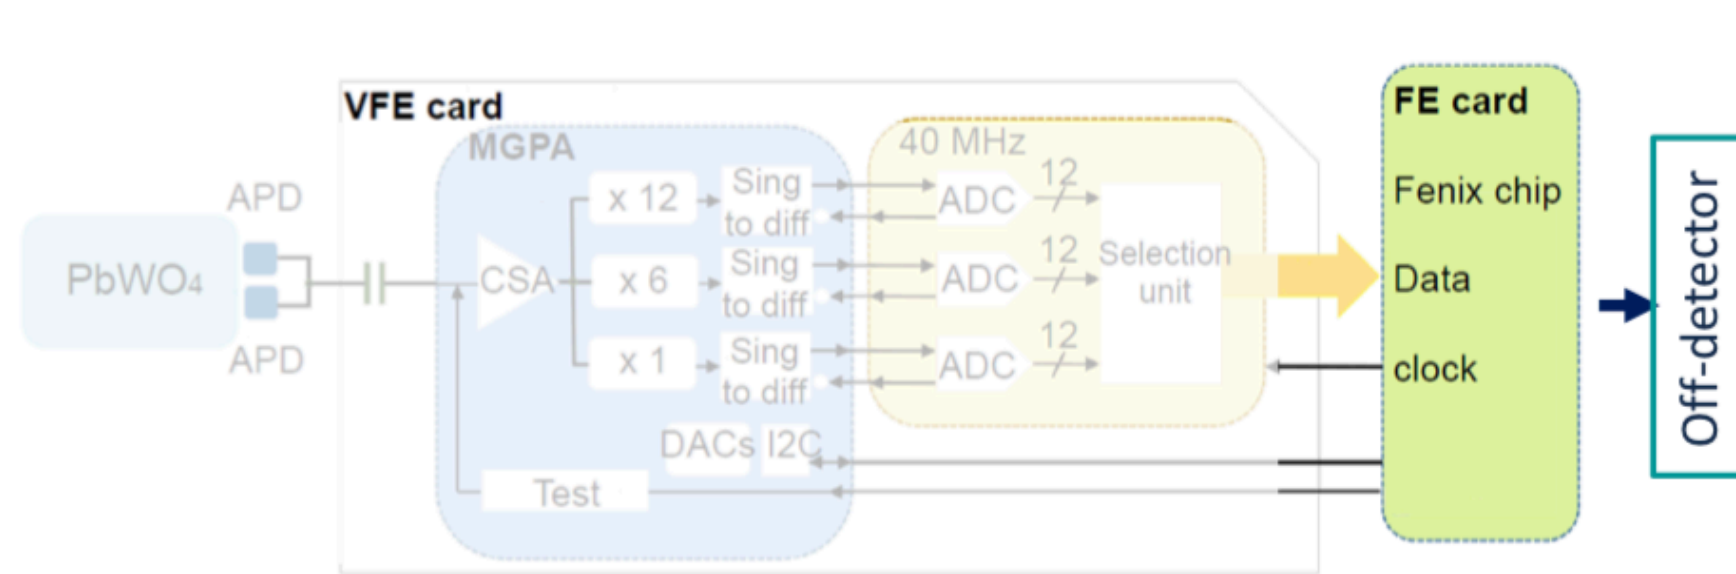 VFE card
MGPA
APD
PbWO₄
APD
CSA
x 12
x 6
x 1
Sing
to diff
Sing
to diff
Sing
to diff
DACs
I2C
Test
40 MHz
ADC
12
ADC
12
ADC
12
Selection
unit
FE card
Fenix chip
Data
clock
Off-detector